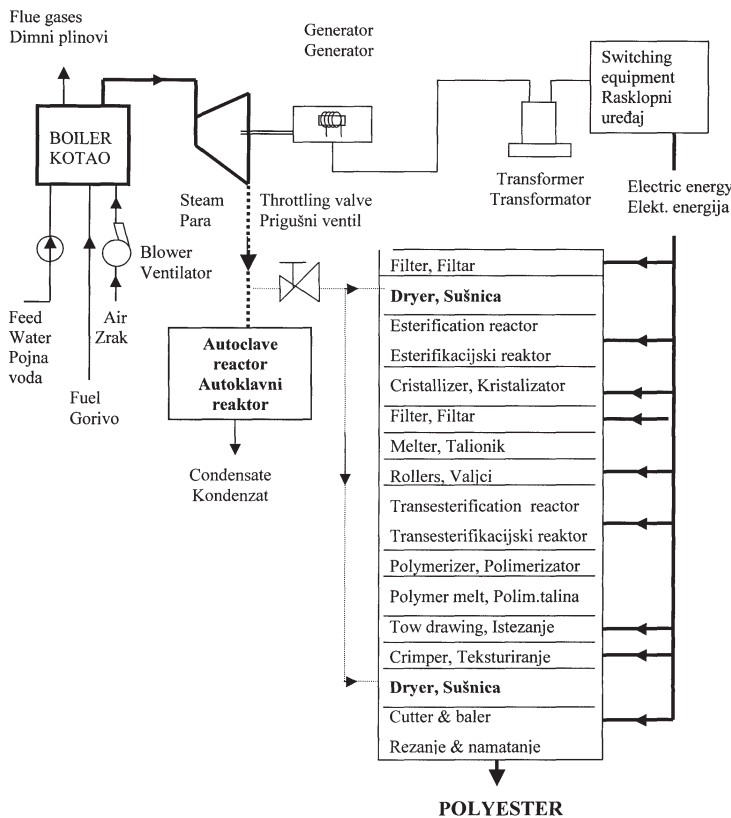 Flue gases
Dimni plinovi
Generator
Generator
Switching
equipment
Rasklopni
uređaj
BOILER
KOTAO
Transformer
Transformator
Electric energy
Elekt. energija
Steam
Para
Throttling valve
Prigušni ventil
Blower
Ventilator
Feed
Water
Pojna
voda
Air
Zrak
Fuel
Gorivo
Autoclave
reactor
Autoklavni
reaktor
Condensate
Kondenzat
Filter, Filtar
Dryer, Sušnica
Esterification reactor
Esterifikacijski reaktor
Cristallizer, Kristalizator
Filter, Filtar
Melter, Talionik
Rollers, Valjci
Transesterification reactor
Transesterifikacijski reaktor
Polymerizer, Polimerizator
Polymer melt, Polim.talina
Tow drawing, Istezanje
Crimper, Teksturiranje
Dryer, Sušnica
Cutter & baler
Rezanje & namatanje
POLYESTER